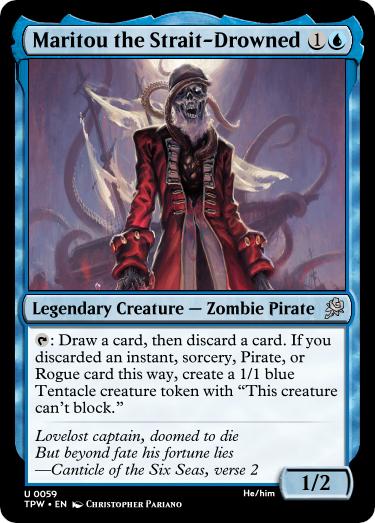 Maritou the Strait-Drowned 1
Legendary Creature — Zombie Pirate
: Draw a card, then discard a card. If you
discarded an instant, sorcery, Pirate, or
Rogue card this way, create a 1/1 blue
Tentacle creature token with “This creature
can’t block.”
Lovelost captain, doomed to die
But beyond fate his fortune lies
—Canticle of the Six Seas, verse 2
1/2
U 0059
He/him
TPW • EN Christopher Pariano